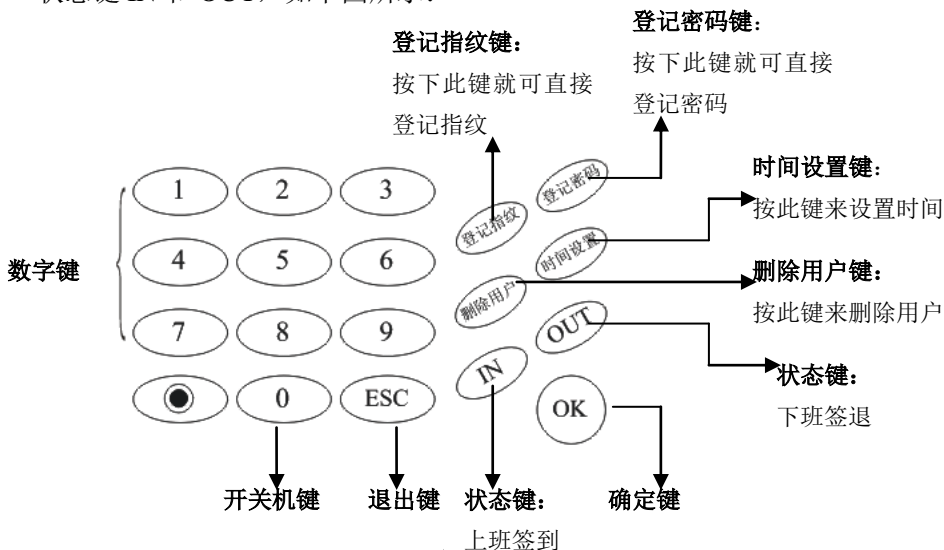 登记指纹键：
按下此键就可直接
登记指纹
登记密码键：
按下此键就可直接
登记密码
时间设置键：
按此键来设置时间
删除用户键：
按此键来删除用户
状态键：
下班签退
数字键
1 2 3
4 5 6
7 8 9
0 ESC
登记指纹
登记密码
删除用户
时间设置
IN
OUT
OK
开关机键
退出键
状态键：
上班签到
确定键